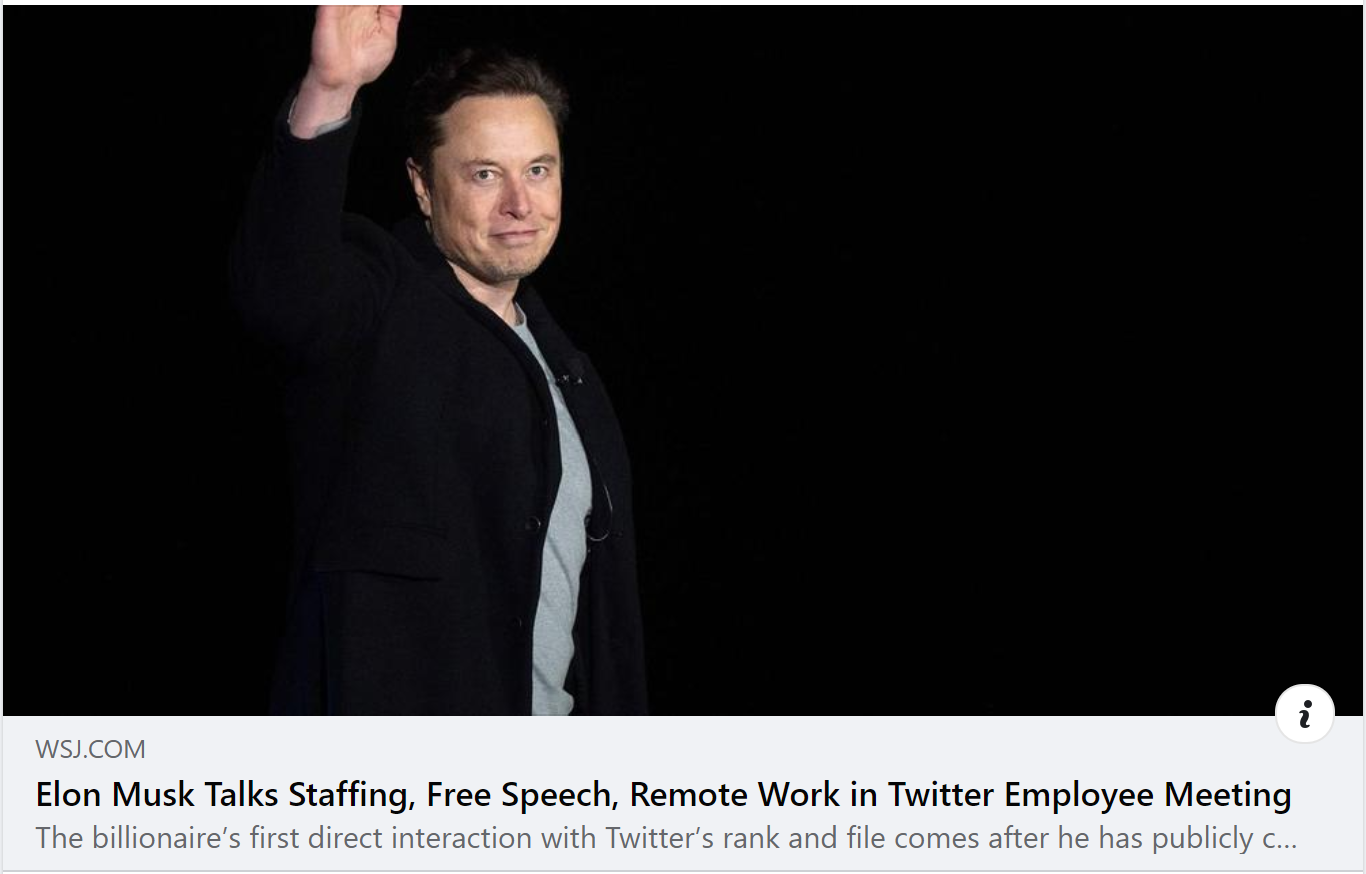 WSJ.COM
Elon Musk Talks Staffing, Free Speech, Remote Work in Twitter Employee Meeting
The billionaire’s first direct interaction with Twitter’s rank and file comes after he has publicly c...